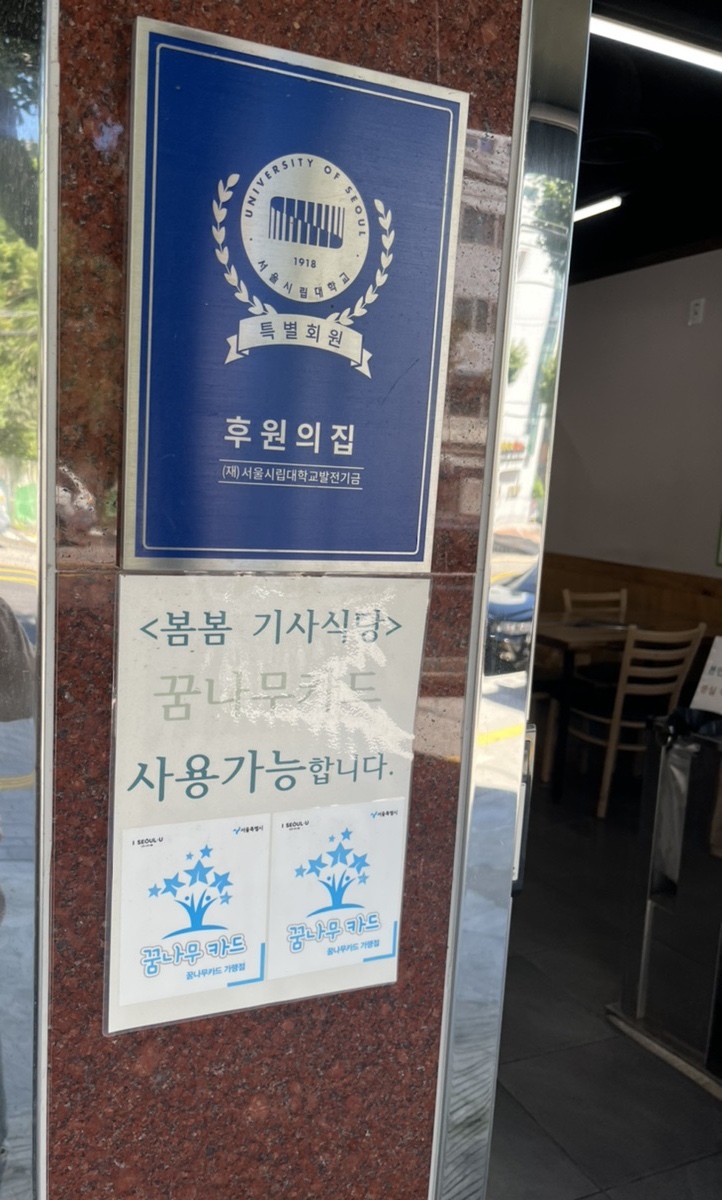 UNIVERSITY OF SEOUL
1918
서울시립대학교
특별회원
후원의집
(재)서울시립대학교발전기금
<봄봄 기사식당>
꿈나무카드
사용가능합니다.
I·SEOUL·U
서울특별시
꿈나무 카드
꿈나무카드 가맹점
I·SEOUL·U
서울특별시
꿈나무 카드
꿈나무카드 가맹점